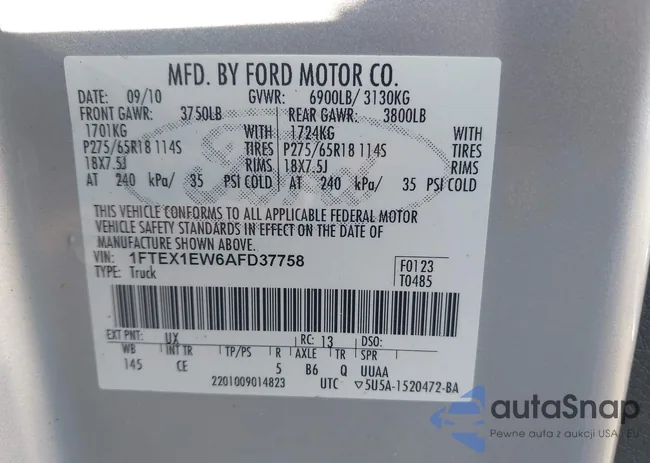 MFD. BY FORD MOTOR CO.
DATE: 09/10 GVWR: 6900LB/ 3130KG
FRONT GAWR: 3750LB REAR GAWR: 3800LB
1701KG WITH 1724KG WITH
P275/65R18 114S TIRES P275/65R18 114S TIRES
18X7.5J RIMS 18X7.5J RIMS
AT 240 kPa/ 35 PSI COLD AT 240 kPa/ 35 PSI COLD
THIS VEHICLE CONFORMS TO ALL APPLICABLE FEDERAL MOTOR
VEHICLE SAFETY STANDARDS IN EFFECT ON THE DATE OF
MANUFACTURE SHOWN ABOVE.
VIN: 1FTEX1EW6AFD37758
TYPE: Truck
F0123
T0485
EXT PNT: UX RC: 13 DSO:
WB INT TR TP/PS R AXLE TR SPR
145 CE 5 B6 Q UUAA
2201009014823 UTC ▽5U5A-1520472-BA
Ford
autaSnap
Pewne auta z aukcji USA i EU